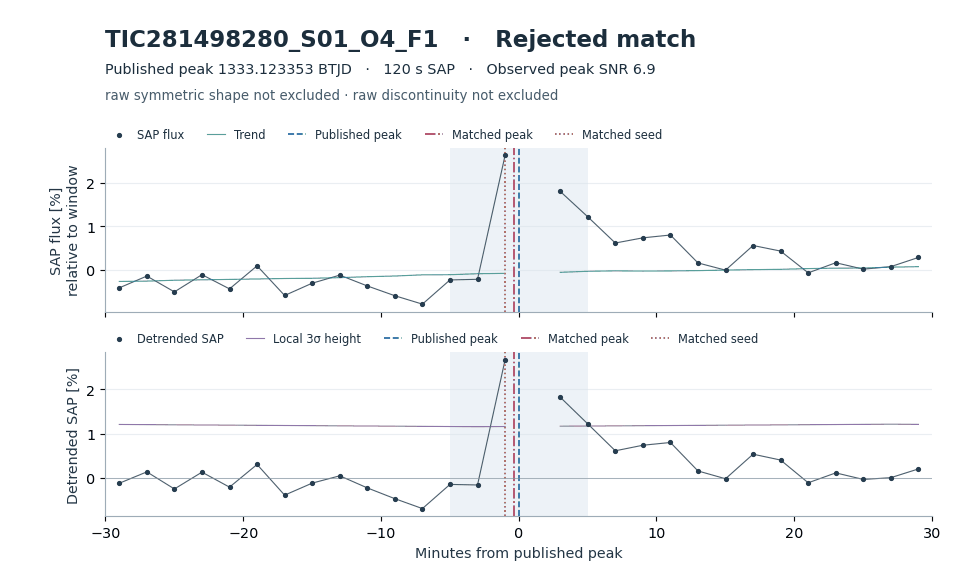 TIC281498280_S01_O4_F1 · Rejected match
Published peak 1333.123353 BTJD · 120 s SAP · Observed peak SNR 6.9
raw symmetric shape not excluded · raw discontinuity not excluded
SAP flux Trend Published peak Matched peak Matched seed
SAP flux [%]
relative to window
2
1
0
Detrended SAP Local 3σ height Published peak Matched peak Matched seed
Detrended SAP [%]
2
1
0
−30 −20 −10 0 10 20 30
Minutes from published peak